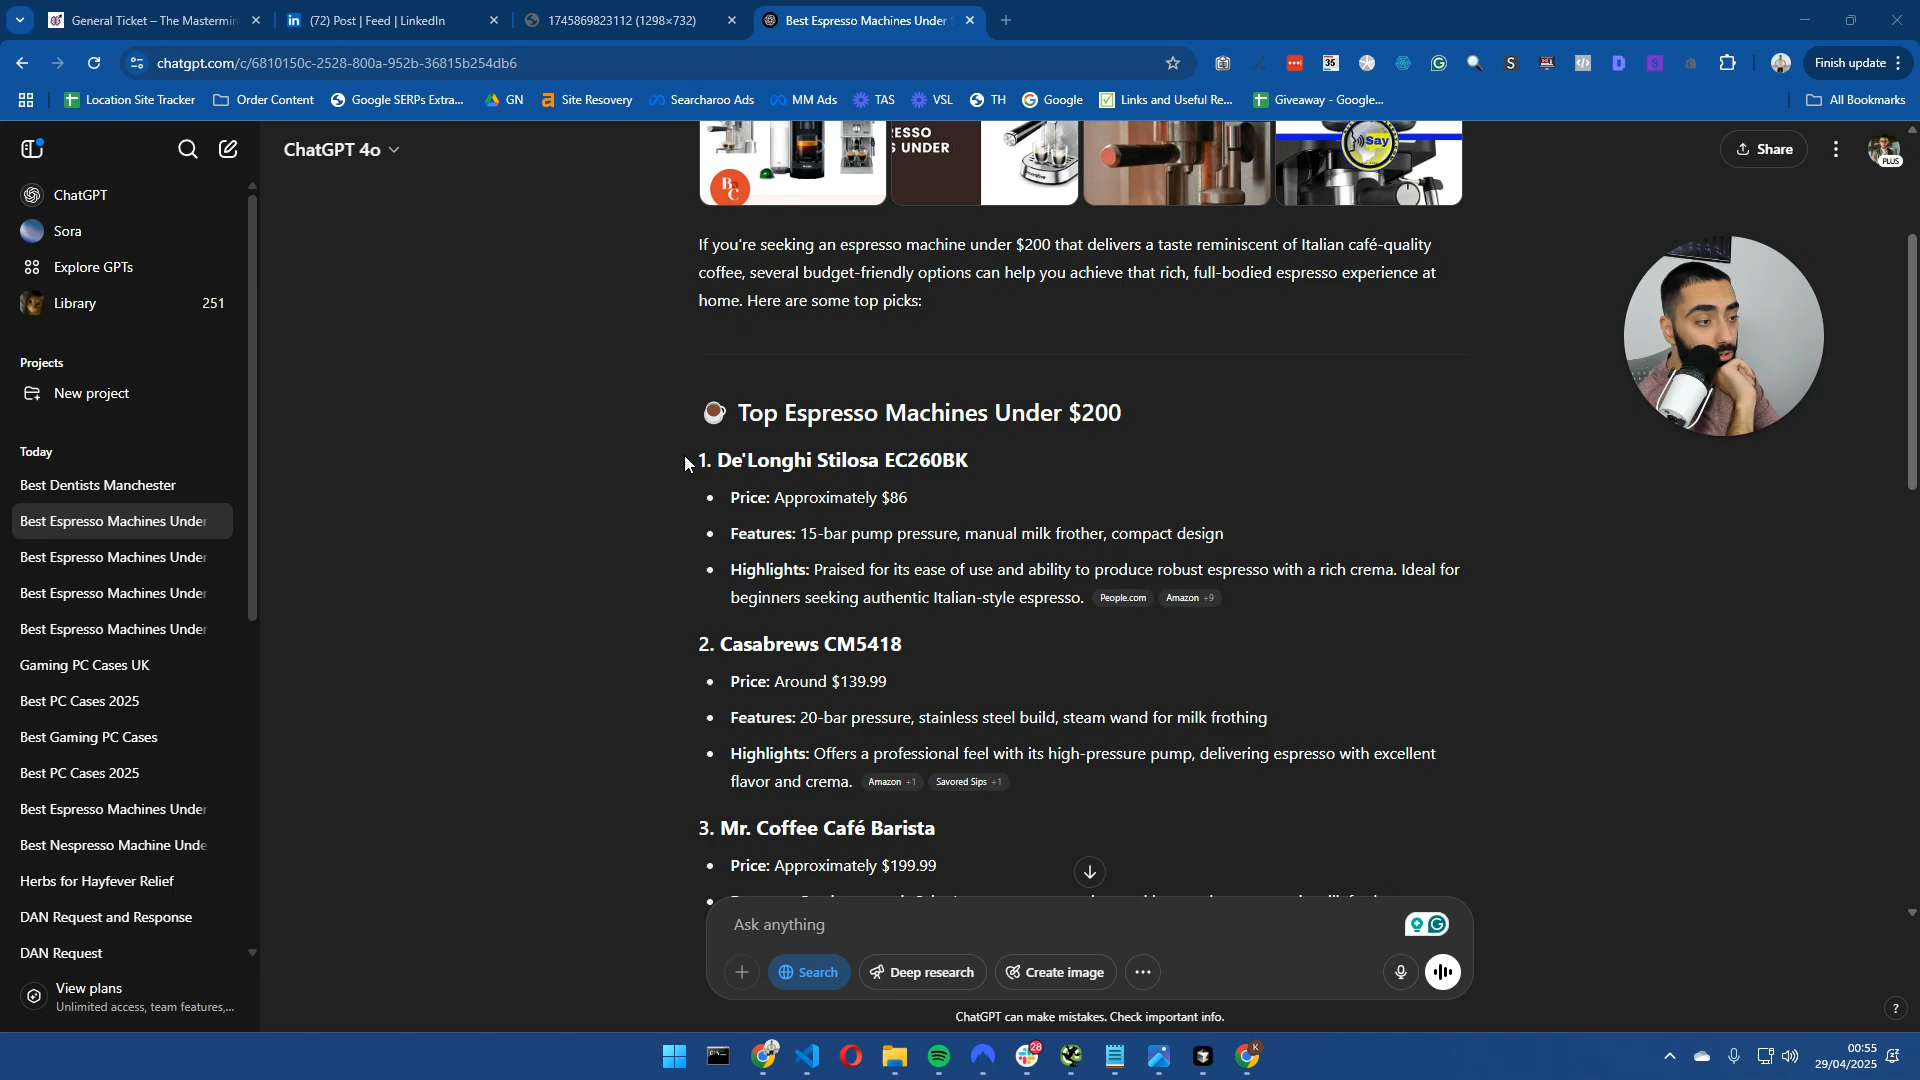 General Ticket – The Mastermin
(72) Post | Feed | LinkedIn
1745869823112 (1298×732)
Best Espresso Machines Under
chatgpt.com/c/6810150c-2528-800a-952b-36815b254db6
Finish update
Location Site Tracker
Order Content
Google SERPs Extra...
GN
Site Recovery
Searcharoo Ads
MM Ads
TAS
VSL
TH
Google
Links and Useful Re...
Giveaway - Google...
All Bookmarks
ChatGPT 4o
Share
PLUS
ChatGPT
Sora
Explore GPTs
Library
251
Projects
New project
Today
Best Dentists Manchester
Best Espresso Machines Under
Best Espresso Machines Under
Best Espresso Machines Under
Best Espresso Machines Under
Gaming PC Cases UK
Best PC Cases 2025
Best Gaming PC Cases
Best PC Cases 2025
Best Espresso Machines Under
Best Nespresso Machine Unde
Herbs for Hayfever Relief
DAN Request and Response
DAN Request
View plans
Unlimited access, team features,...
S UNDER
Say
If you're seeking an espresso machine under $200 that delivers a taste reminiscent of Italian café-quality
coffee, several budget-friendly options can help you achieve that rich, full-bodied espresso experience at
home. Here are some top picks:
Top Espresso Machines Under $200
1. De'Longhi Stilosa EC260BK
Price: Approximately $86
Features: 15-bar pump pressure, manual milk frother, compact design
Highlights: Praised for its ease of use and ability to produce robust espresso with a rich crema. Ideal for
beginners seeking authentic Italian-style espresso. People.com Amazon +9
2. Casabrews CM5418
Price: Around $139.99
Features: 20-bar pressure, stainless steel build, steam wand for milk frothing
Highlights: Offers a professional feel with its high-pressure pump, delivering espresso with excellent
flavor and crema. Amazon +1 Savored Sips +1
3. Mr. Coffee Café Barista
Price: Approximately $199.99
Ask anything
Search
Deep research
Create image
ChatGPT can make mistakes. Check important info.
?
28
00:55
29/04/2025